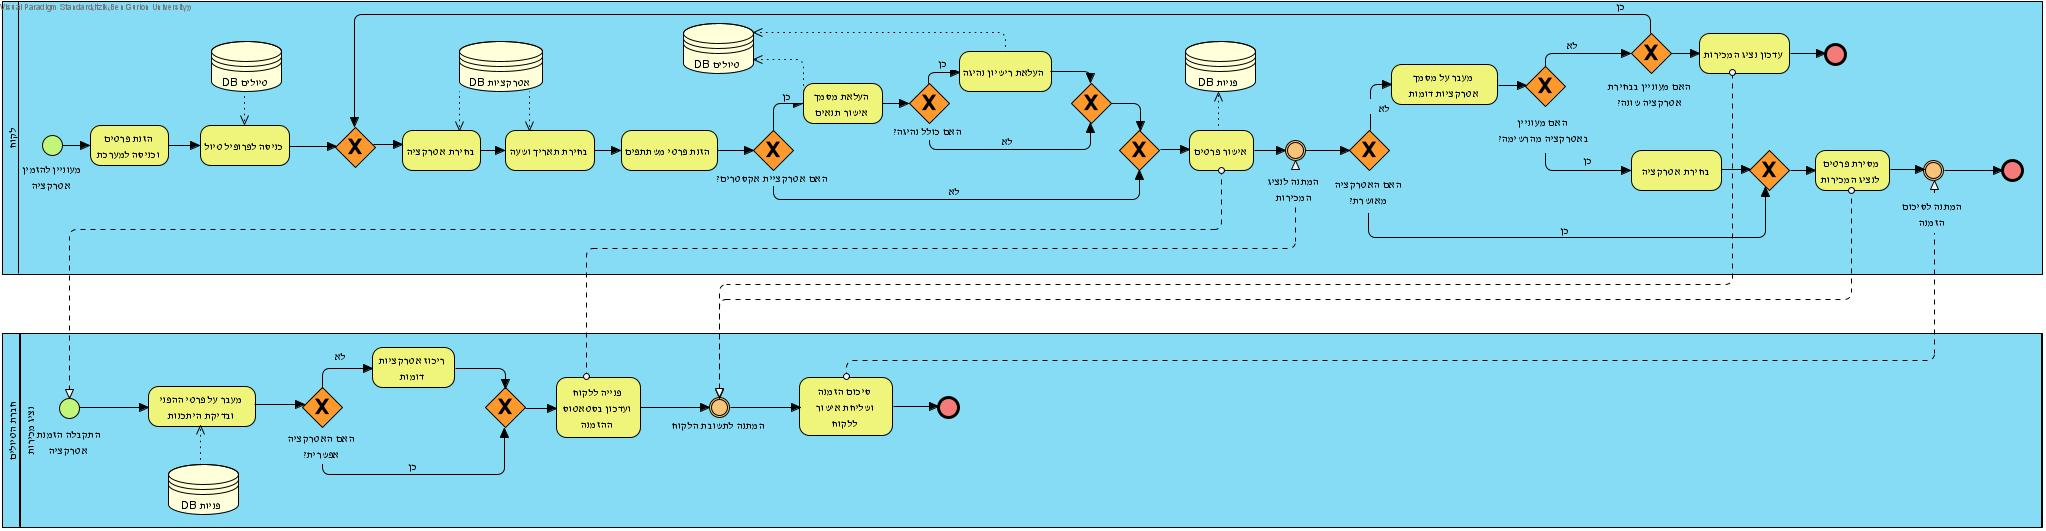 Visual Paradigm Standard(Itzik(Ben Gurion University))
לקוח
מעוניין להזמין
אטרקציה
הזנת פרטים
וכניסה למערכת
טיולים DB
כניסה לפרופיל טיול
אטרקציות DB
בחירת אטרקציה
בחירת תאריך ושעה
הזנת פרטי משתתפים
האם אטרקציית אקסטרים?
כן
לא
טיולים DB
העלאת מסמך
אישור תנאים
האם כולל נהיגה?
כן
לא
העלאת רישיון נהיגה
פניות DB
אישור פרטים
המתנה לנציג
המכירות
האם האטרקציה
מאושרת?
לא
כן
מעבר על מסמך
אטרקציות דומות
האם מעוניין
באטרקציה מהרשימה?
לא
כן
האם מעוניין בבחירת
אטרקציה שונה?
כן
עדכון נציג המכירות
בחירת אטרקציה
מסירת פרטים
לנציג המכירות
המתנה לסיכום
הזמנה
חברת הטיולים
נציג מכירות
התקבלה הזמנת
אטרקציה
מעבר על פרטי ההפני
ובדיקת היתכנות
פניות DB
האם האטרקציה
אפשרית?
לא
כן
ריכוז אטרקציות
דומות
פנייה ללקוח
ועדכון בסטאטוס
ההזמנה
המתנה לתשובת הלקוח
סיכום הזמנה
ושליחת אישור
ללקוח